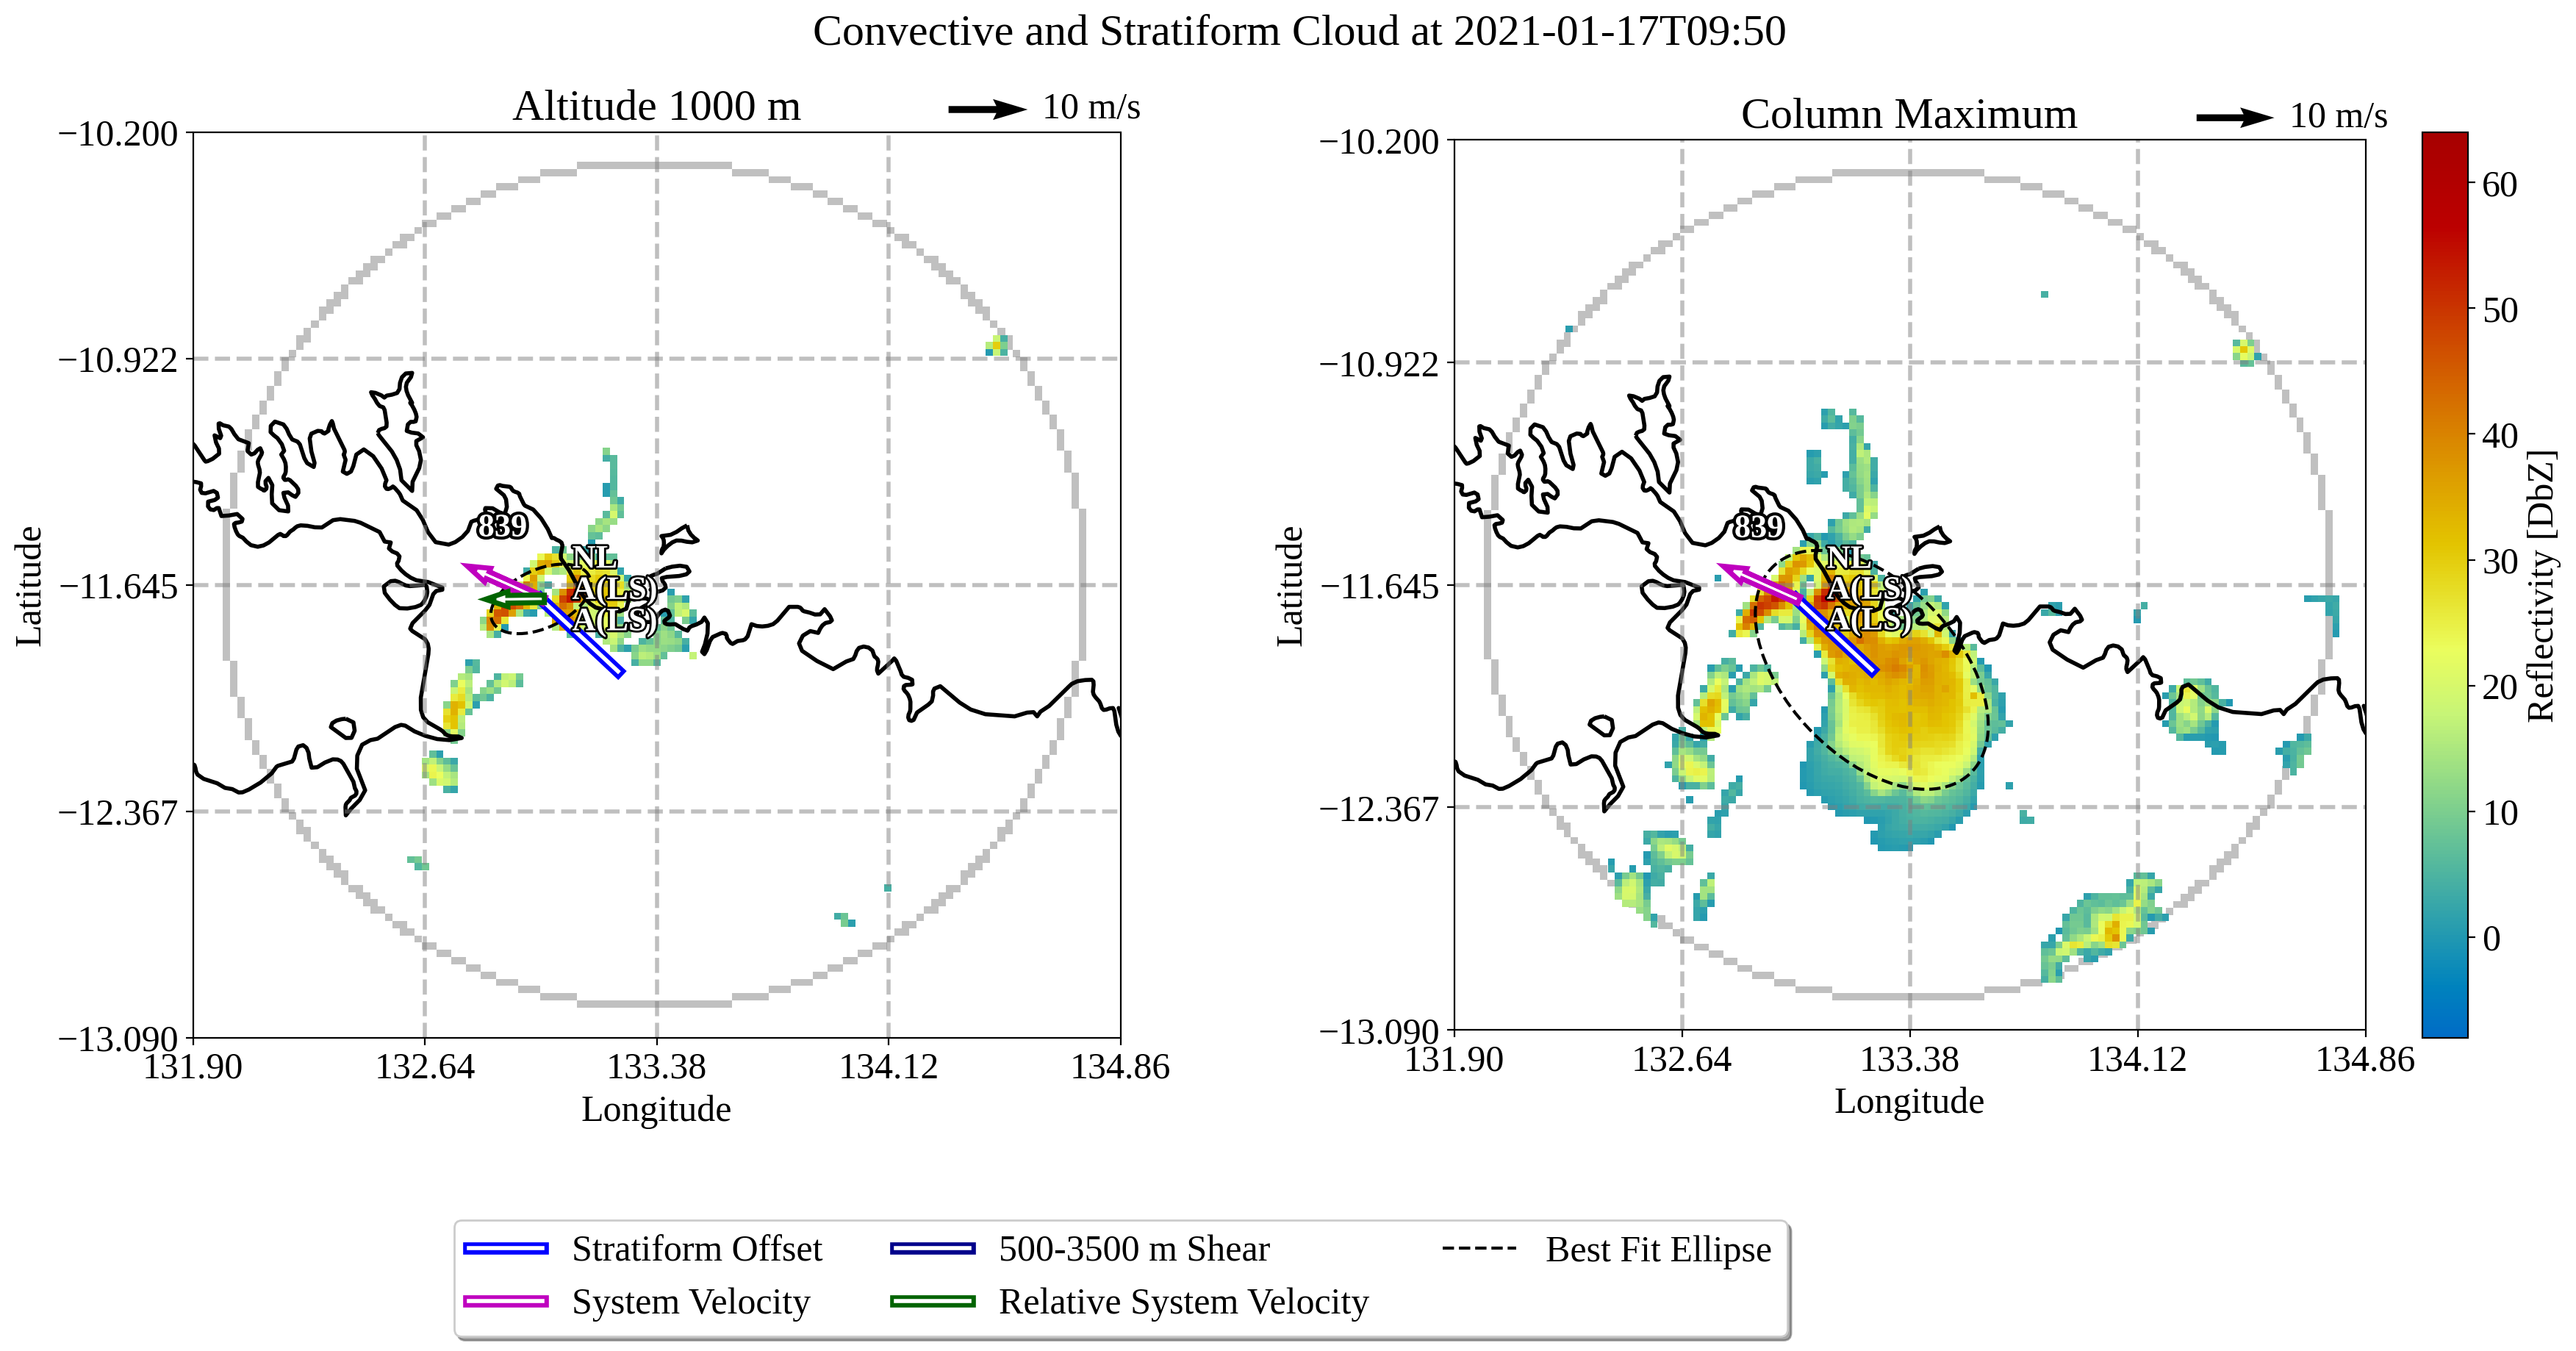 Convective and Stratiform Cloud at 2021-01-17T09:50
Altitude 1000 m
10 m/s
−10.200
−10.922
−11.645
−12.367
−13.090
131.90
132.64
133.38
134.12
134.86
Latitude
Longitude
839
NL
A(LS)
A(LS)
Column Maximum
10 m/s
−10.200
−10.922
−11.645
−12.367
−13.090
131.90
132.64
133.38
134.12
134.86
Latitude
Longitude
839
NL
A(LS)
A(LS)
60
50
40
30
20
10
0
Reflectivity [DbZ]
Stratiform Offset
System Velocity
500-3500 m Shear
Relative System Velocity
Best Fit Ellipse